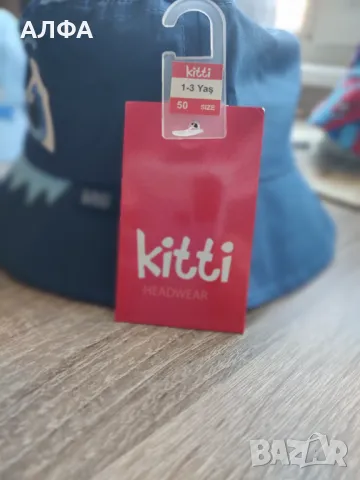 АЛФА
kitti
1-3 Yaş
50 SIZE
kitti
HEADWEAR
BAZAR